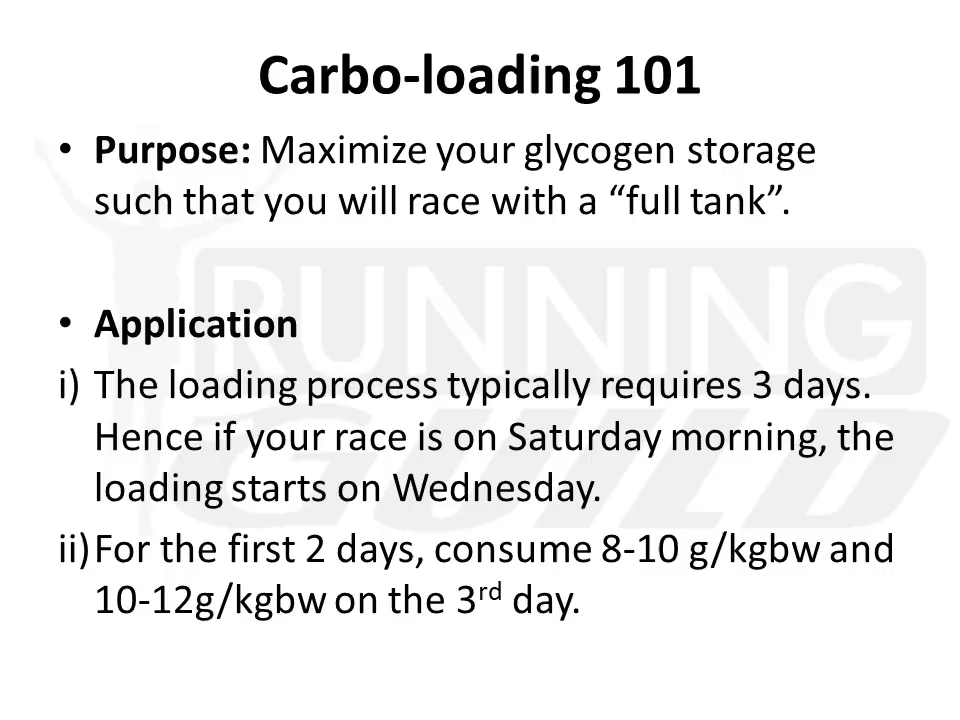 Carbo-loading 101
• Purpose: Maximize your glycogen storage
such that you will race with a “full tank”.
• Application
i) The loading process typically requires 3 days.
Hence if your race is on Saturday morning, the
loading starts on Wednesday.
ii) For the first 2 days, consume 8-10 g/kgbw and
10-12g/kgbw on the 3rd day.
RUNNING
GUILD